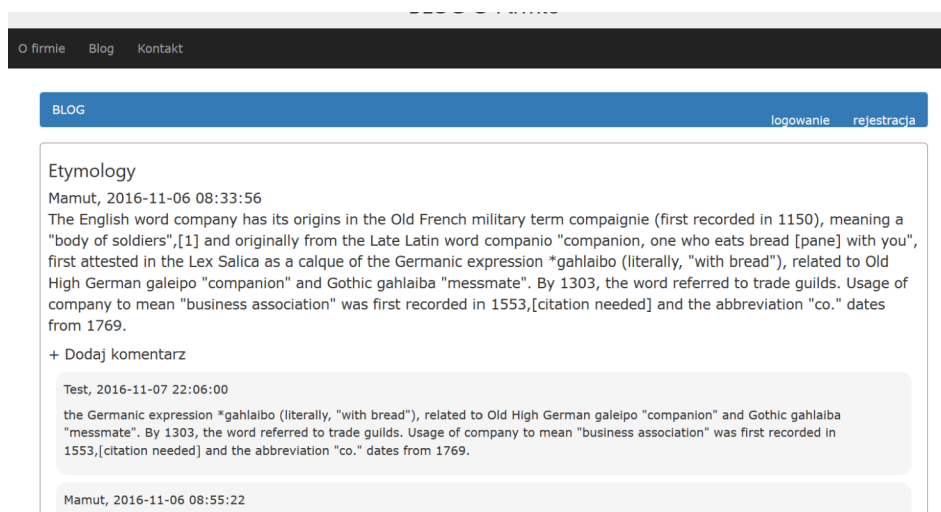 O firmie Blog Kontakt
BLOG
logowanie rejestracja
Etymology
Mamut, 2016-11-06 08:33:56
The English word company has its origins in the Old French military term compaignie (first recorded in 1150), meaning a
"body of soldiers",[1] and originally from the Late Latin word companio "companion, one who eats bread [pane] with you",
first attested in the Lex Salica as a calque of the Germanic expression *gahlaibo (literally, "with bread"), related to Old
High German galeipo "companion" and Gothic gahlaiba "messmate". By 1303, the word referred to trade guilds. Usage of
company to mean "business association" was first recorded in 1553,[citation needed] and the abbreviation "co." dates
from 1769.
+ Dodaj komentarz
Test, 2016-11-07 22:06:00
the Germanic expression *gahlaibo (literally, "with bread"), related to Old High German galeipo "companion" and Gothic gahlaiba
"messmate". By 1303, the word referred to trade guilds. Usage of company to mean "business association" was first recorded in
1553,[citation needed] and the abbreviation "co." dates from 1769.
Mamut, 2016-11-06 08:55:22